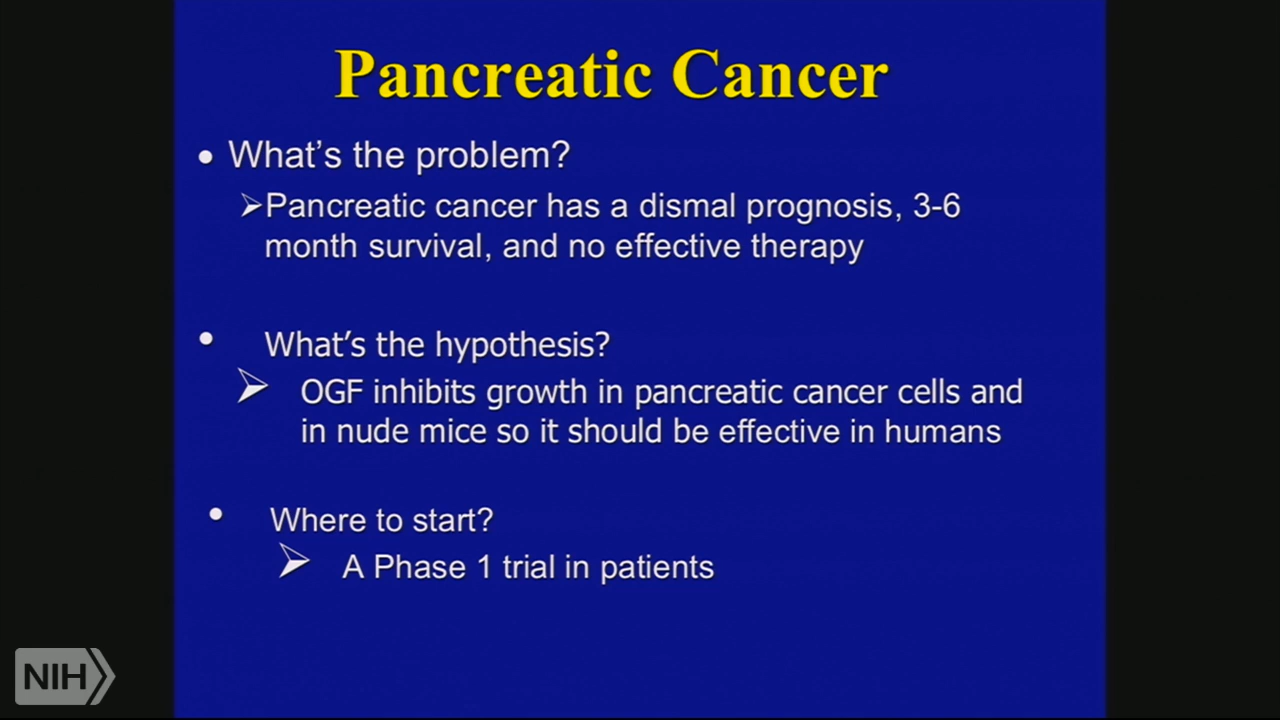 Pancreatic Cancer
• What's the problem?
➢Pancreatic cancer has a dismal prognosis, 3-6
month survival, and no effective therapy
• What's the hypothesis?
➢ OGF inhibits growth in pancreatic cancer cells and
in nude mice so it should be effective in humans
• Where to start?
➢ A Phase 1 trial in patients
NIH